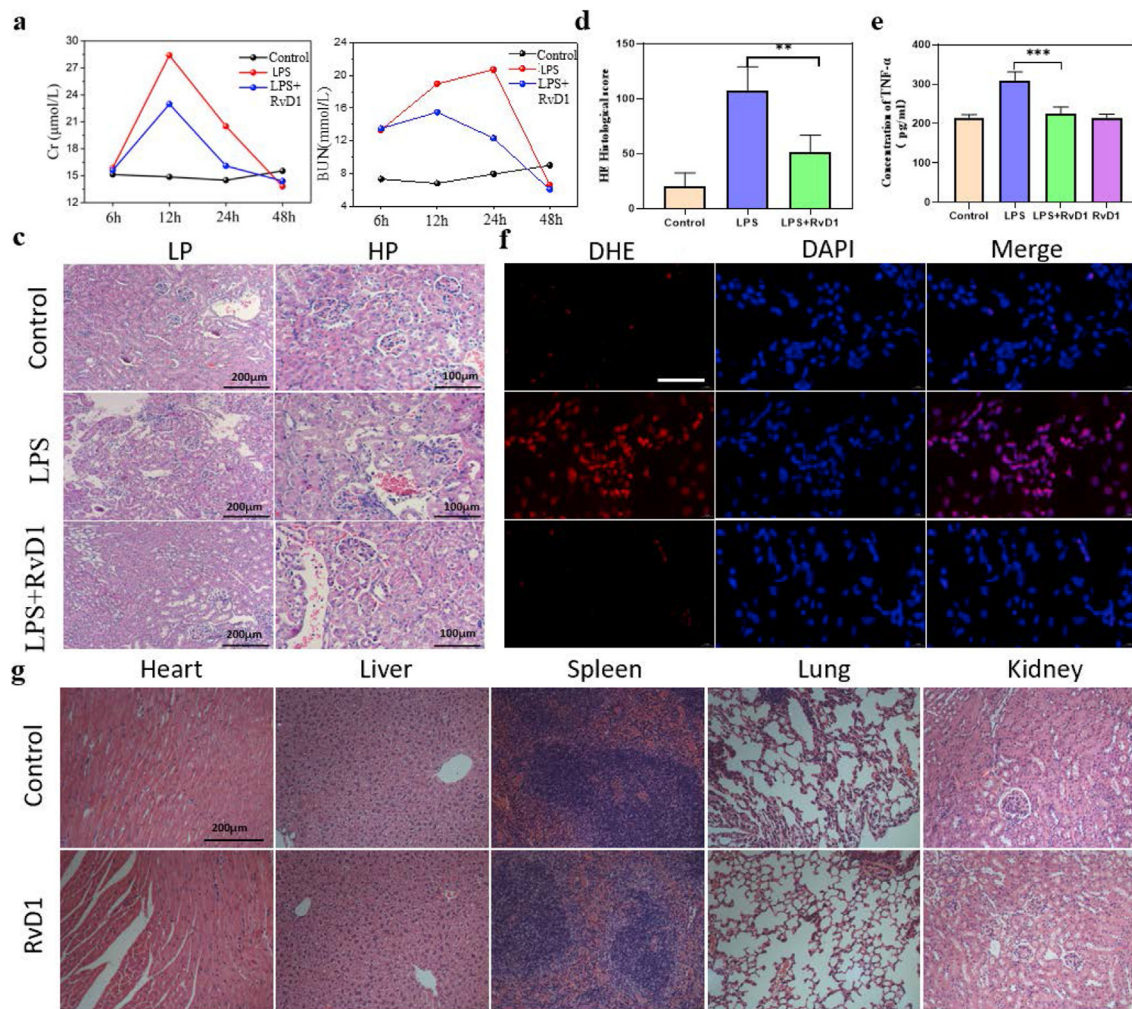 a
30
27
24
21
18
15
12
Cr (μmol/L)
6h 12h 24h 48h
Control
LPS
LPS+
RvD1
24
20
16
12
8
4
BUN(mmol/L)
6h 12h 24h 48h
Control
LPS
LPS+
RvD1
d
150
100
50
0
HE Histological score
**
Control LPS LPS+RvD1
e
400
300
200
100
0
Concentration of TNF-α
( pg/ml)
***
Control LPS LPS+RvD1 RvD1
c
LP HP
Control
200μm 100μm
LPS
200μm 100μm
LPS+RvD1
200μm 100μm
f
DHE DAPI Merge
g
Heart Liver Spleen Lung Kidney
Control
200μm
RvD1